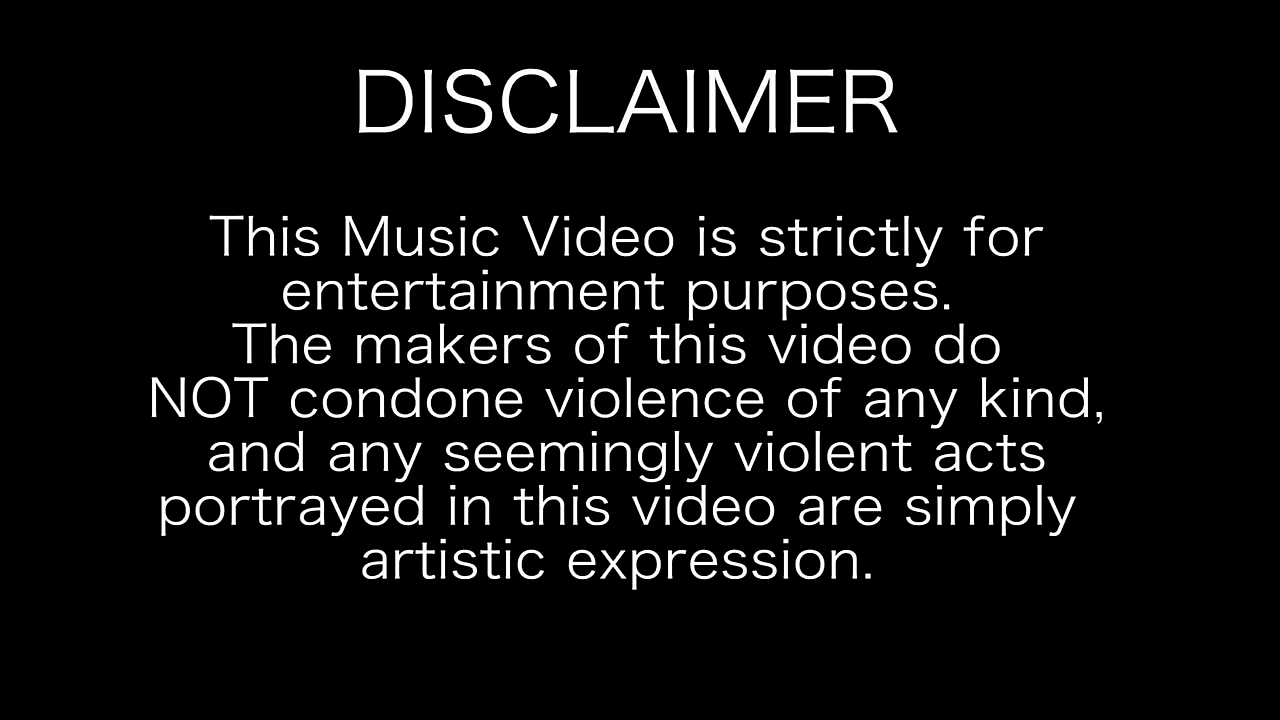 DISCLAIMER
This Music Video is strictly for
entertainment purposes.
The makers of this video do
NOT condone violence of any kind,
and any seemingly violent acts
portrayed in this video are simply
artistic expression.